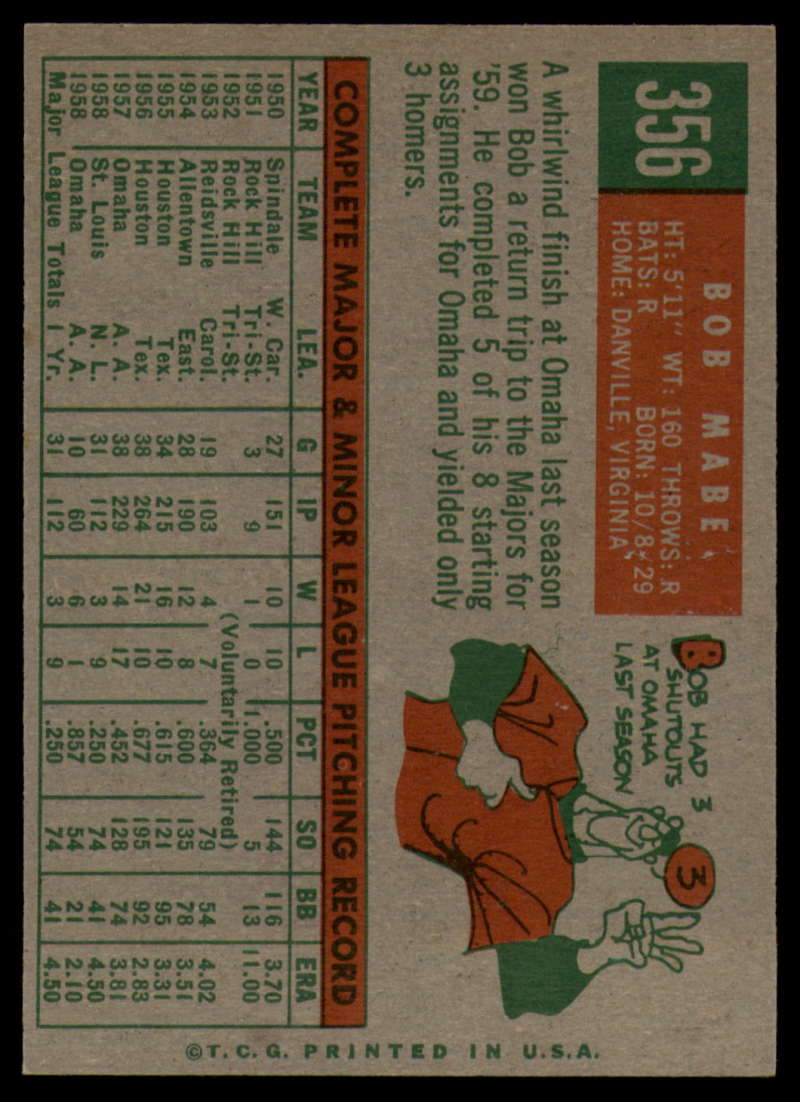 356
BOB MABE
HT: 5'11" WT: 160 THROWS: R
BATS: R BORN: 10/8/29
HOME: DANVILLE, VIRGINIA
A whirlwind finish at Omaha last season
won Bob a return trip to the Majors for
'59. He completed 5 of his 8 starting
assignments for Omaha and yielded only
3 homers.
BOB HAD 3
SHUTOUTS
AT OMAHA
LAST SEASON
3
COMPLETE MAJOR & MINOR LEAGUE PITCHING RECORD
YEAR TEAM LEA. G IP W L PCT SO BB ERA
1950 Spindale W. Car. 27 151 10 10 .500 144 116 3.70
1951 Rock Hill Tri-St. 3 9 1 0 1.000 5 13 11.00
1952 Rock Hill Tri-St. (Voluntarily Retired)
1953 Reidsville Carol. 19 103 4 7 .364 79 54 4.02
1954 Allentown East. 28 190 12 8 .600 135 78 3.51
1955 Houston Tex. 34 215 16 10 .615 121 95 3.31
1956 Houston Tex. 38 264 21 10 .677 195 92 2.83
1957 Omaha A. A. 38 229 14 17 .452 128 74 3.81
1958 St. Louis N. L. 31 112 3 9 .250 74 41 4.50
1958 Omaha A. A. 10 60 6 1 .857 54 21 2.10
Major League Totals 1 Yr. 31 112 3 9 .250 74 41 4.50
©T.C.G. PRINTED IN U.S.A.